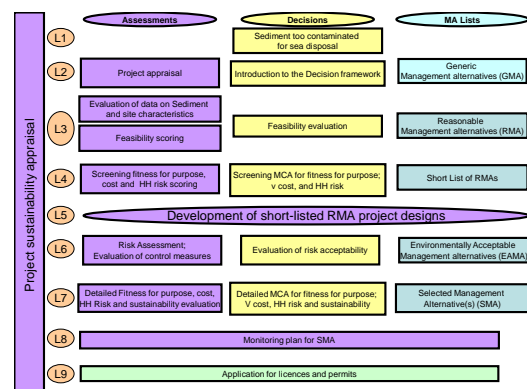 Assessments
Decisions
MA Lists
Project sustainability appraisal
L1
Sediment too contaminated
for sea disposal
L2
Project appraisal
Introduction to the Decision framework
Generic
Management alternatives (GMA)
L3
Evaluation of data on Sediment
and site characteristics
Feasibility scoring
Feasibility evaluation
Reasonable
Management alternatives (RMA)
L4
Screening fitness for purpose,
cost and HH risk scoring
Screening MCA for fitness for purpose;
v cost, and HH risk
Short List of RMAs
L5
Development of short-listed RMA project designs
L6
Risk Assessment;
Evaluation of control measures
Evaluation of risk acceptability
Environmentally Acceptable
Management alternatives (EAMA)
L7
Detailed Fitness for purpose, cost,
HH Risk and sustainability evaluation
Detailed MCA for fitness for purpose;
V cost, HH risk and sustainability
Selected Management
Alternative(s) (SMA)
L8
Monitoring plan for SMA
L9
Application for licences and permits